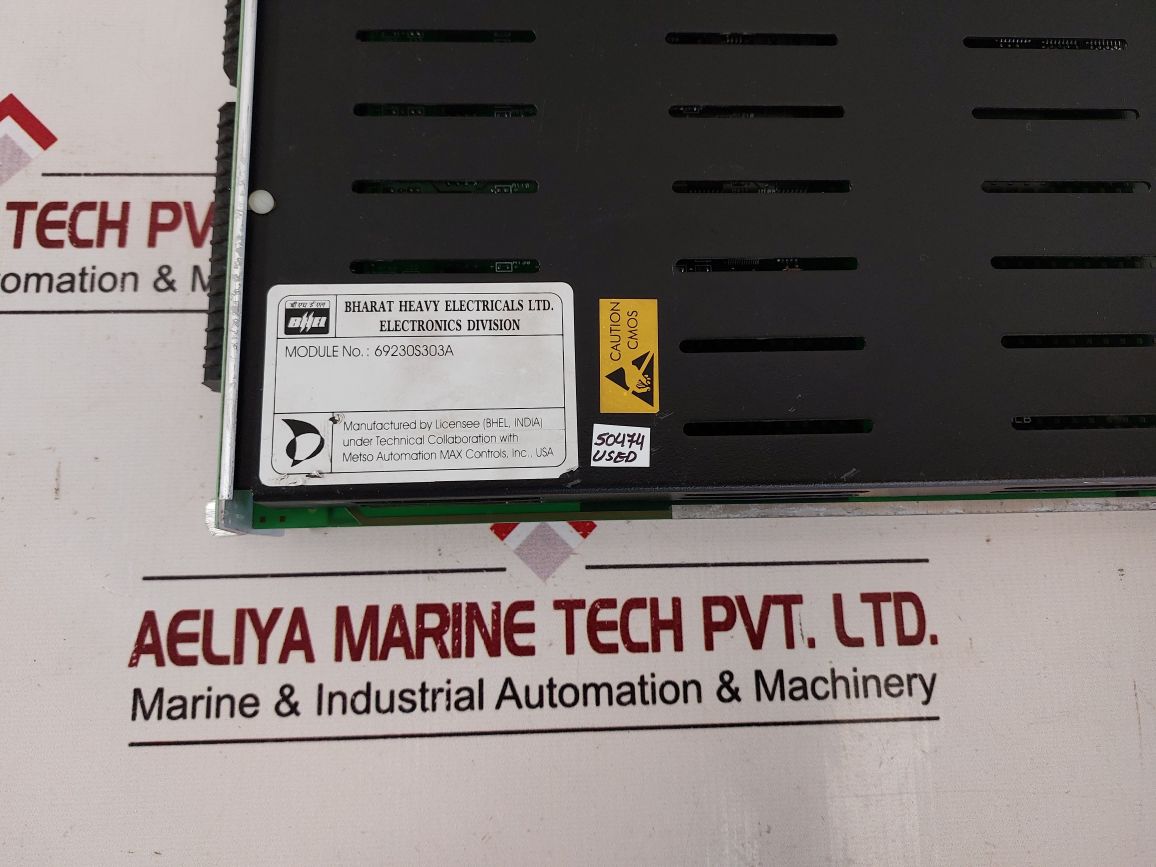 TECH PV
omation & M
बी एच ई एल
BHEL
BHARAT HEAVY ELECTRICALS LTD.
ELECTRONICS DIVISION
MODULE No. : 69230S303A
Manufactured by Licensee (BHEL, INDIA)
under Technical Collaboration with
Metso Automation MAX Controls, Inc., USA
CAUTION
CMOS
50474
USED
AELIYA MARINE TECH PVT. LTD.
Marine & Industrial Automation & Machinery